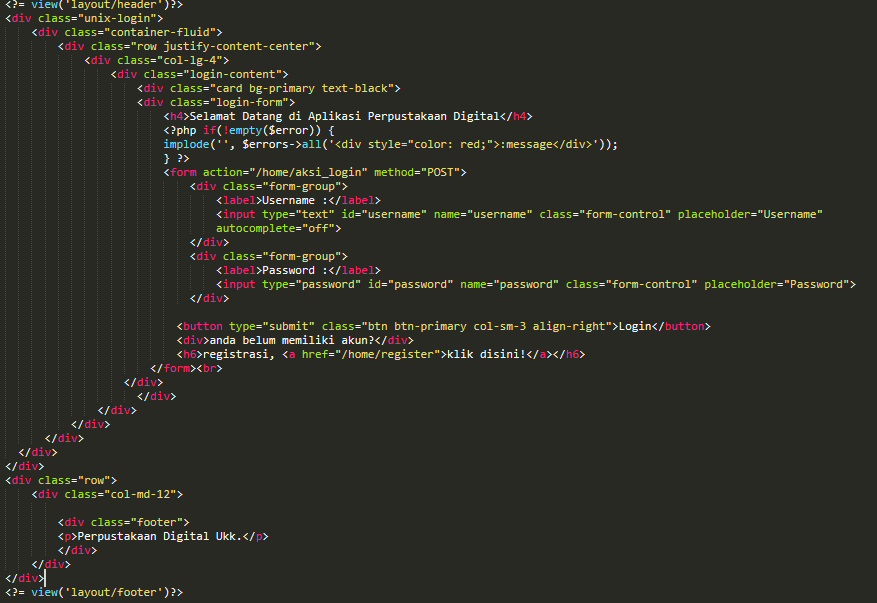 <?= view('layout/header')?>
<div class="unix-login">
<div class="container-fluid">
<div class="row justify-content-center">
<div class="col-lg-4">
<div class="login-content">
<div class="card bg-primary text-black">
<div class="login-form">
<h4>Selamat Datang di Aplikasi Perpustakaan Digital</h4>
<?php if(!empty($error)) {
implode('', $errors->all('<div style="color: red;">:message</div>'));
} ?>
<form action="/home/aksi_login" method="POST">
<div class="form-group">
<label>Username :</label>
<input type="text" id="username" name="username" class="form-control" placeholder="Username"
autocomplete="off">
</div>
<div class="form-group">
<label>Password :</label>
<input type="password" id="password" name="password" class="form-control" placeholder="Password">
</div>
<button type="submit" class="btn btn-primary col-sm-3 align-right">Login</button>
<div>anda belum memiliki akun?</div>
<h6>registrasi, <a href="/home/register">klik disini!</a></h6>
</form><br>
</div>
</div>
</div>
</div>
</div>
</div>
</div>
<div class="row">
<div class="col-md-12">
<div class="footer">
<p>Perpustakaan Digital Ukk.</p>
</div>
</div>
</div>
<?= view('layout/footer')?>